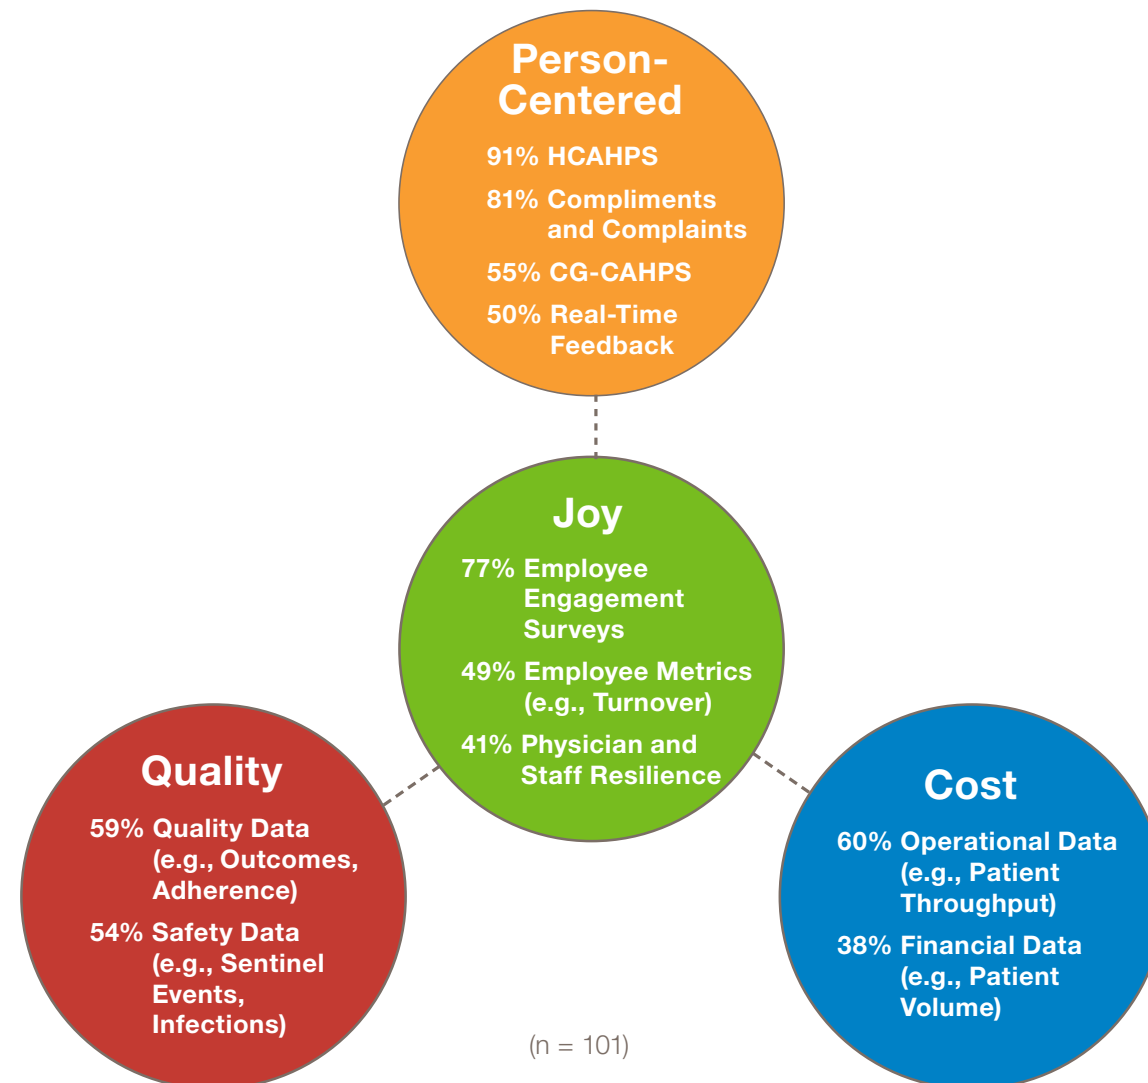 Person-
Centered
91% HCAHPS
81% Compliments
and Complaints
55% CG-CAHPS
50% Real-Time
Feedback
Joy
77% Employee
Engagement
Surveys
49% Employee Metrics
(e.g., Turnover)
41% Physician and
Staff Resilience
Quality
59% Quality Data
(e.g., Outcomes,
Adherence)
54% Safety Data
(e.g., Sentinel
Events,
Infections)
Cost
60% Operational Data
(e.g., Patient
Throughput)
38% Financial Data
(e.g., Patient
Volume)
(n = 101)